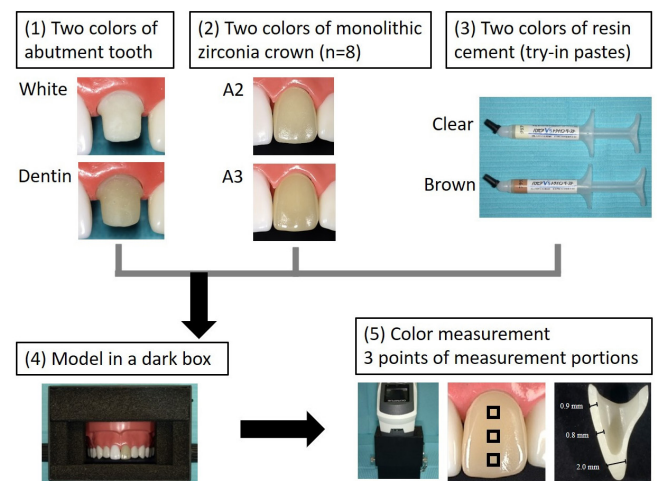 (1) Two colors of
abutment tooth
(2) Two colors of monolithic
zirconia crown (n=8)
(3) Two colors of resin
cement (try-in pastes)
White
Dentin
A2
A3
Clear
Brown
(4) Model in a dark box
(5) Color measurement
3 points of measurement portions
0.9 mm
0.8 mm
2.0 mm